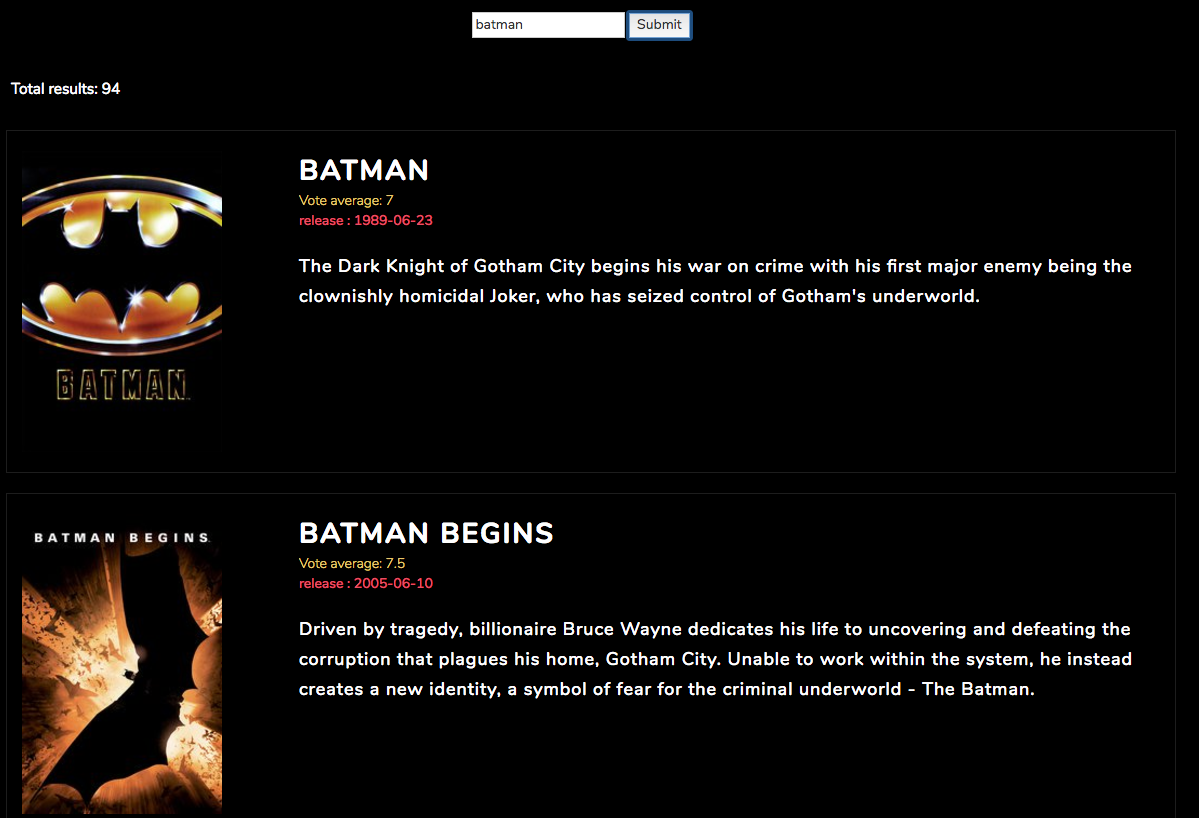 batman Submit
Total results: 94
BATMAN
BATMAN
Vote average: 7
release : 1989-06-23
The Dark Knight of Gotham City begins his war on crime with his first major enemy being the
clownishly homicidal Joker, who has seized control of Gotham's underworld.
BATMAN BEGINS
BATMAN BEGINS
Vote average: 7.5
release : 2005-06-10
Driven by tragedy, billionaire Bruce Wayne dedicates his life to uncovering and defeating the
corruption that plagues his home, Gotham City. Unable to work within the system, he instead
creates a new identity, a symbol of fear for the criminal underworld - The Batman.